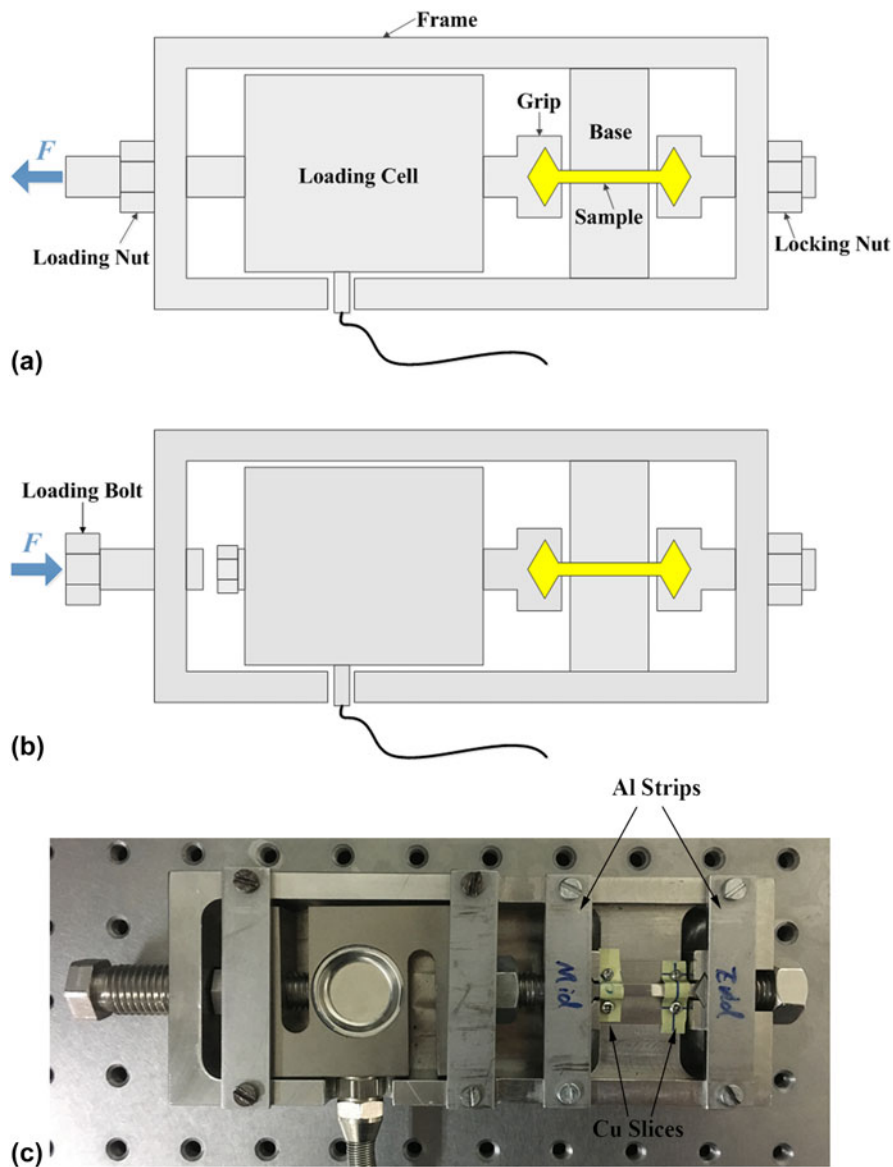 Frame
Grip
Base
F
Loading Cell
Sample
Loading Nut
Locking Nut
(a)
Loading Bolt
F
(b)
Al Strips
Mid
End
Cu Slices
(c)